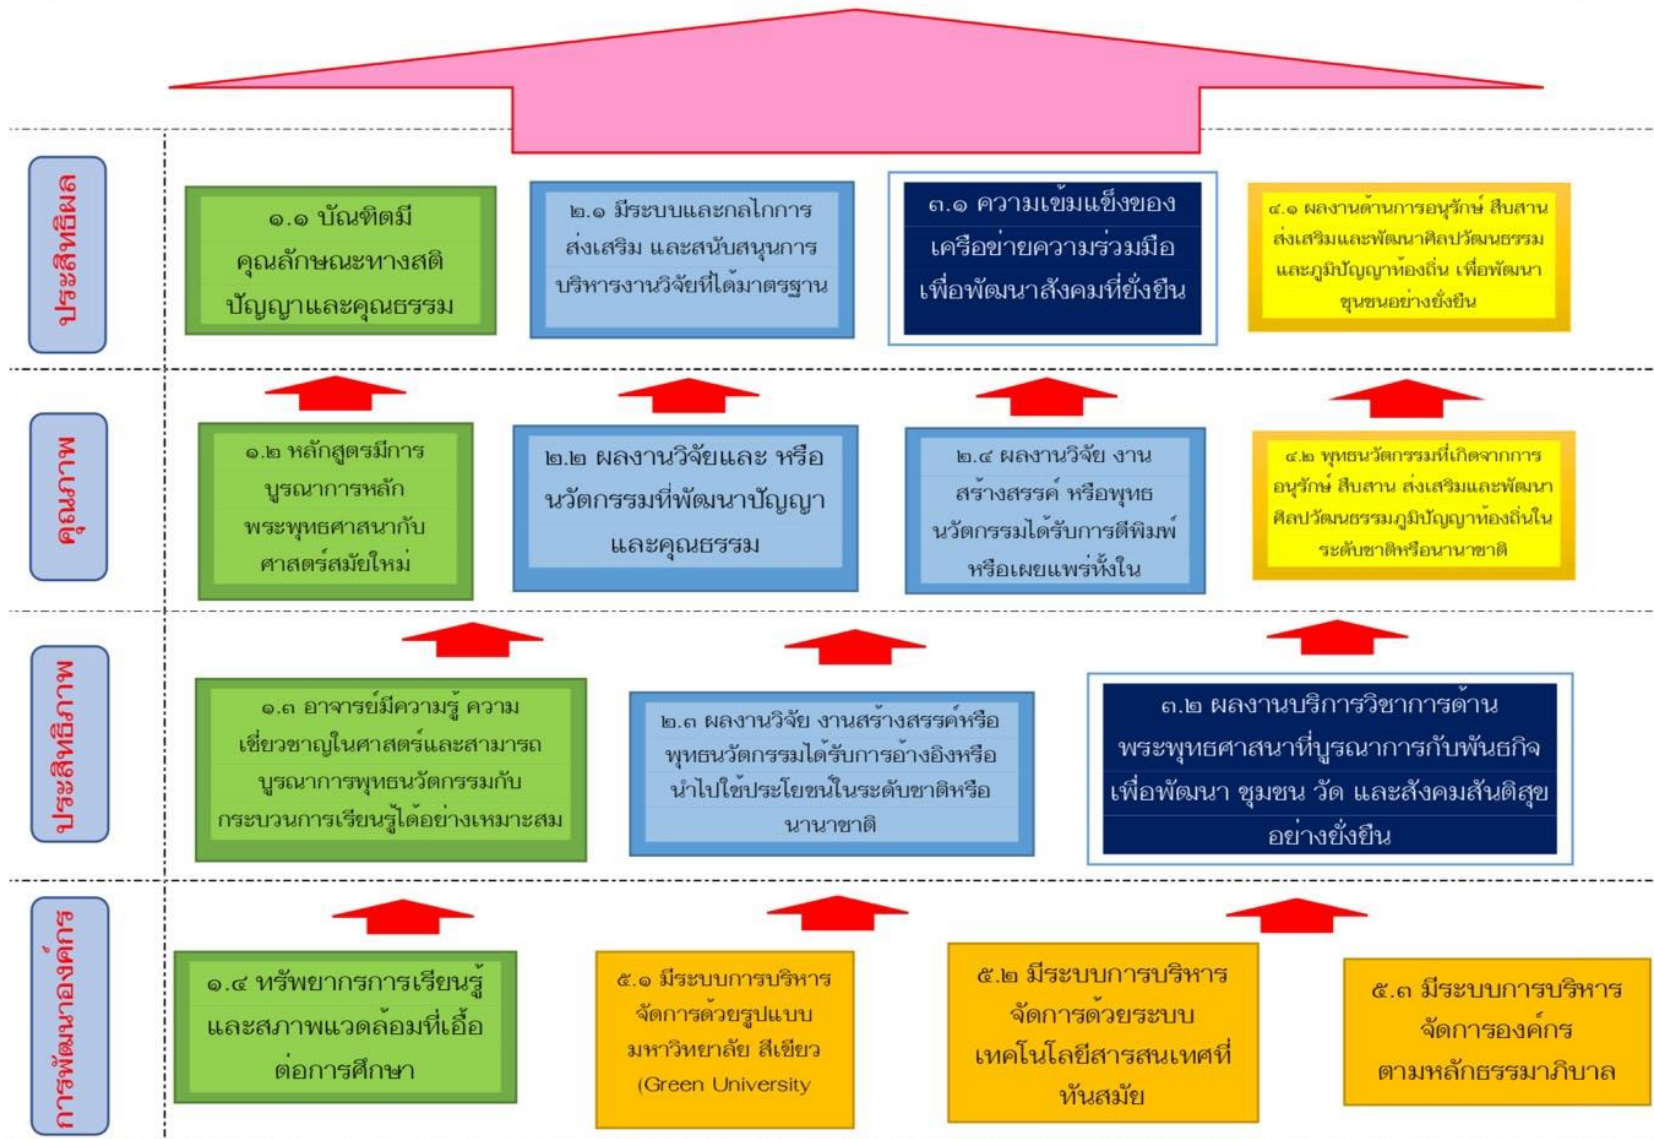 ประสิทธิผล
๑.๑ บัณฑิตมี
คุณลักษณะทางสติ
ปัญญาและคุณธรรม
๒.๑ มีระบบและกลไกการ
ส่งเสริม และสนับสนุนการ
บริหารงานวิจัยที่ได้มาตรฐาน
๓.๑ ความเข้มแข็งของ
เครือข่ายความร่วมมือ
เพื่อพัฒนาสังคมที่ยั่งยืน
๔.๑ ผลงานด้านการอนุรักษ์ สืบสาน
ส่งเสริมและพัฒนาศิลปวัฒนธรรม
และภูมิปัญญาท้องถิ่น เพื่อพัฒนา
ชุนชนอย่างยั่งยืน
คุณภาพ
๑.๒ หลักสูตรมีการ
บูรณาการหลัก
พระพุทธศาสนากับ
ศาสตร์สมัยใหม่
๒.๒ ผลงานวิจัยและ หรือ
นวัตกรรมที่พัฒนาปัญญา
และคุณธรรม
๒.๔ ผลงานวิจัย งาน
สร้างสรรค์ หรือพุทธ
นวัตกรรมได้รับการตีพิมพ์
หรือเผยแพร่ทั้งใน
๔.๒ พุทธนวัตกรรมที่เกิดจากการ
อนุรักษ์ สืบสาน ส่งเสริมและพัฒนา
ศิลปวัฒนธรรมภูมิปัญญาท้องถิ่นใน
ระดับชาติหรือนานาชาติ
ประสิทธิภาพ
๑.๓ อาจารย์มีความรู้ ความ
เชี่ยวชาญในศาสตร์และสามารถ
บูรณาการพุทธนวัตกรรมกับ
กระบวนการเรียนรู้ได้อย่างเหมาะสม
๒.๓ ผลงานวิจัย งานสร้างสรรค์หรือ
พุทธนวัตกรรมได้รับการอ้างอิงหรือ
นำไปใช้ประโยชน์ในระดับชาติหรือ
นานาชาติ
๓.๒ ผลงานบริการวิชาการด้าน
พระพุทธศาสนาที่บูรณาการกับพันธกิจ
เพื่อพัฒนา ชุมชน วัด และสังคมสันติสุข
อย่างยั่งยืน
การพัฒนาองค์กร
๑.๔ ทรัพยากรการเรียนรู้
และสภาพแวดล้อมที่เอื้อ
ต่อการศึกษา
๕.๑ มีระบบการบริหาร
จัดการด้วยรูปแบบ
มหาวิทยาลัย สีเขียว
(Green University
๕.๒ มีระบบการบริหาร
จัดการด้วยระบบ
เทคโนโลยีสารสนเทศที่
ทันสมัย
๕.๓ มีระบบการบริหาร
จัดการองค์กร
ตามหลักธรรมาภิบาล